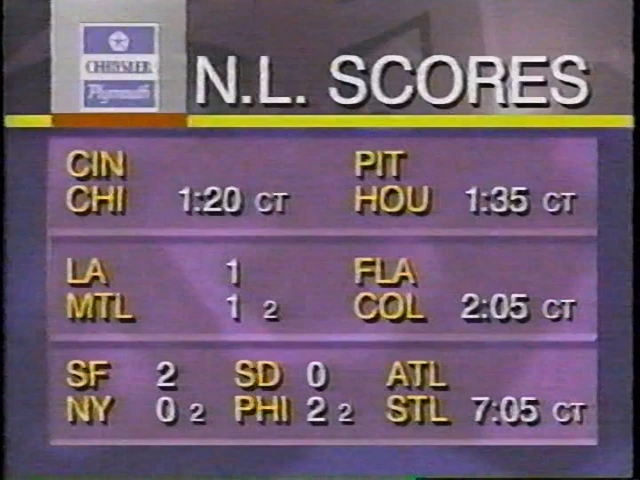 CHRYSLER
Plymouth
N.L. SCORES
CIN PIT
CHI 1:20 CT HOU 1:35 CT
LA 1 FLA
MTL 1 2 COL 2:05 CT
SF 2 SD 0 ATL
NY 0 2 PHI 2 2 STL 7:05 CT